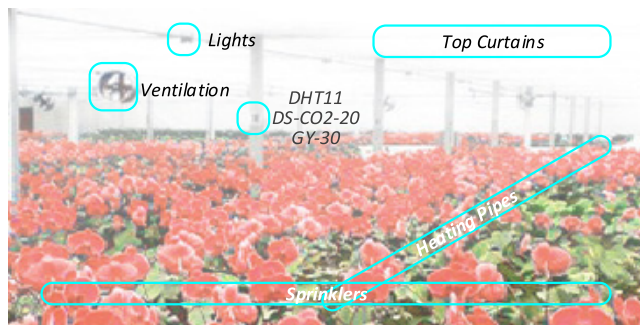 Lights
Top Curtains
Ventilation
DHT11
DS-CO2-20
GY-30
Heating Pipes
Sprinklers